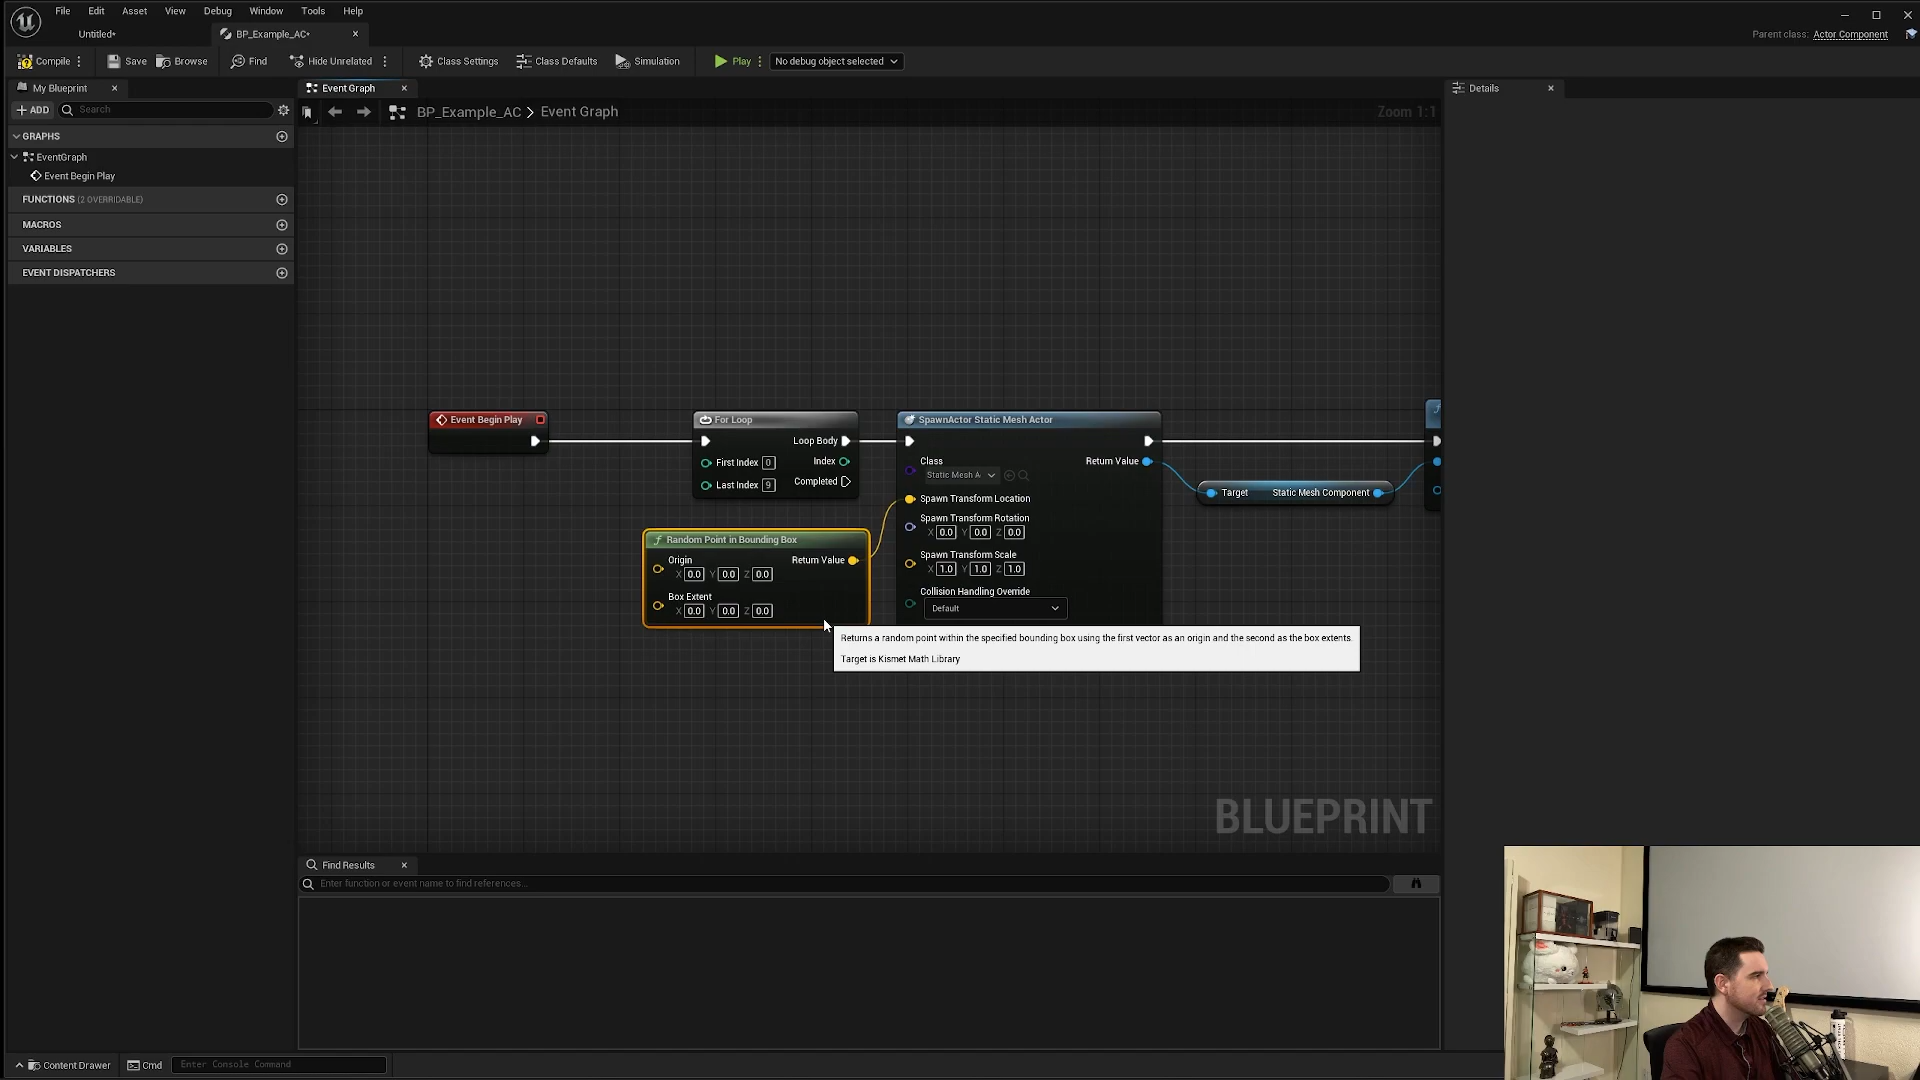 File Edit Asset View Debug Window Tools Help
Untitled* BP_Example_AC*
Parent class: Actor Component
Compile Save Browse Find Hide Unrelated Class Settings Class Defaults Simulation Play No debug object selected
My Blueprint
ADD Search
GRAPHS
EventGraph
Event Begin Play
FUNCTIONS (2 OVERRIDABLE)
MACROS
VARIABLES
EVENT DISPATCHERS
Event Graph
BP_Example_AC > Event Graph
Zoom 1:1
Event Begin Play
For Loop
Loop Body
First Index 0 Index
Last Index 9 Completed
SpawnActor Static Mesh Actor
Class Return Value
Static Mesh A
Spawn Transform Location
Spawn Transform Rotation
X 0.0 Y 0.0 Z 0.0
Spawn Transform Scale
X 1.0 Y 1.0 Z 1.0
Collision Handling Override
Default
Target Static Mesh Component
Random Point in Bounding Box
Origin Return Value
X 0.0 Y 0.0 Z 0.0
Box Extent
X 0.0 Y 0.0 Z 0.0
Returns a random point within the specified bounding box using the first vector as an origin and the second as the box extents.
Target is Kismet Math Library
BLUEPRINT
Find Results
Enter function or event name to find references...
Details
Content Drawer Cmd Enter Console Command